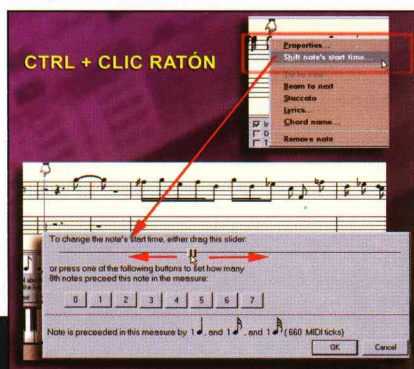 CTRL + CLIC RATÓN
Properties...
Shift note's start time...
Beam to next
Staccato
Lyrics...
Chord name...
Remove note
To change the note's start time, either drag this slider:
or press one of the following buttons to set how many
8th notes preceed this note in the measure:
0 1 2 3 4 5 6 7
Note is preceeded in this measure by 1 , and 1 , and 1 (660 MIDI ticks)
OK Cancel